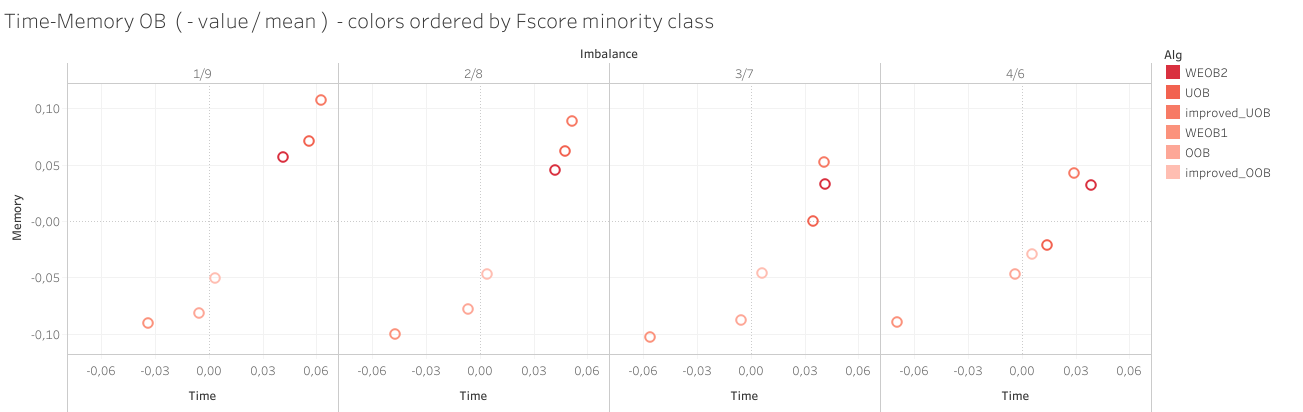 Time-Memory OB ( - value / mean ) - colors ordered by Fscore minority class
Imbalance
1/9 2/8 3/7 4/6
Memory
0,10
0,05
-0,00
-0,05
-0,10
-0,06 -0,03 0,00 0,03 0,06 -0,06 -0,03 0,00 0,03 0,06 -0,06 -0,03 0,00 0,03 0,06 -0,06 -0,03 0,00 0,03 0,06
Time Time Time Time
Alg
WEOB2
UOB
improved_UOB
WEOB1
OOB
improved_OOB